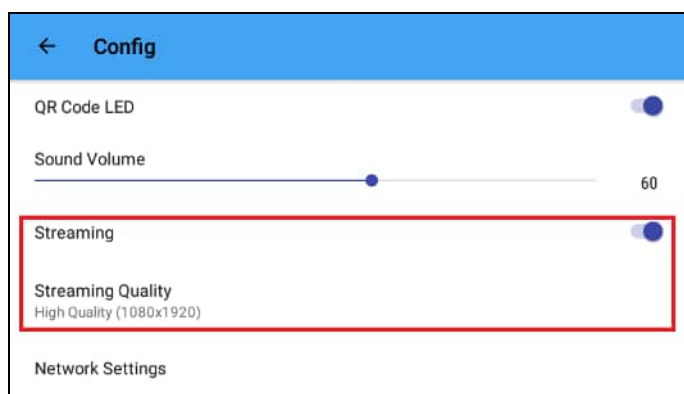 Config
QR Code LED
Sound Volume
60
Streaming
Streaming Quality
High Quality (1080x1920)
Network Settings